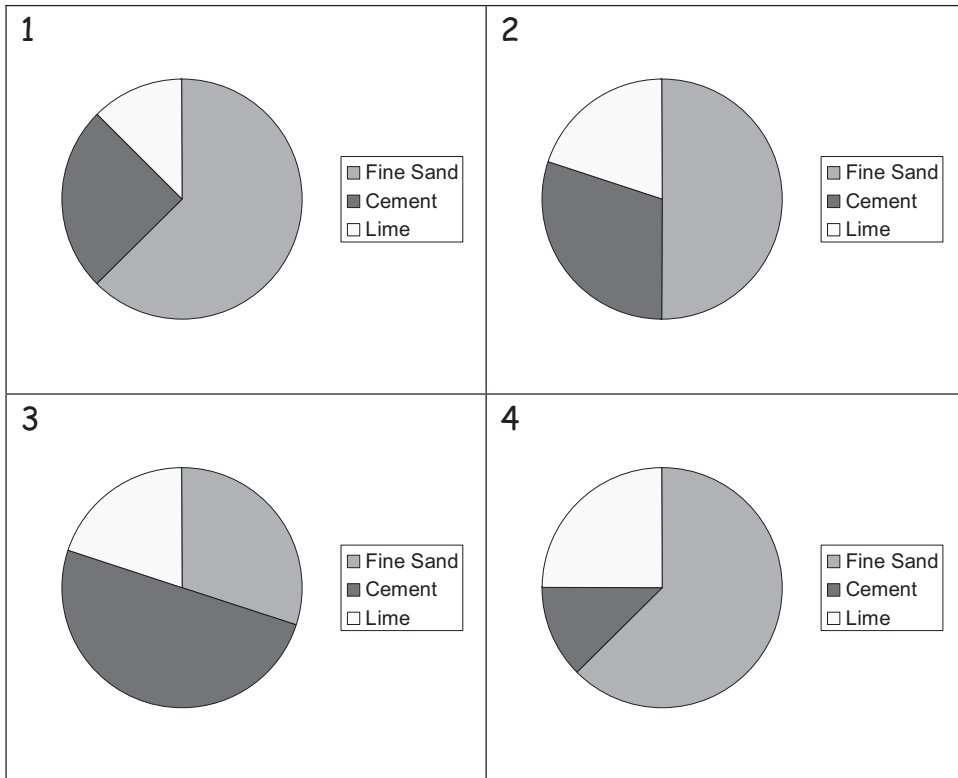 1
Fine Sand
Cement
Lime
2
Fine Sand
Cement
Lime
3
Fine Sand
Cement
Lime
4
Fine Sand
Cement
Lime